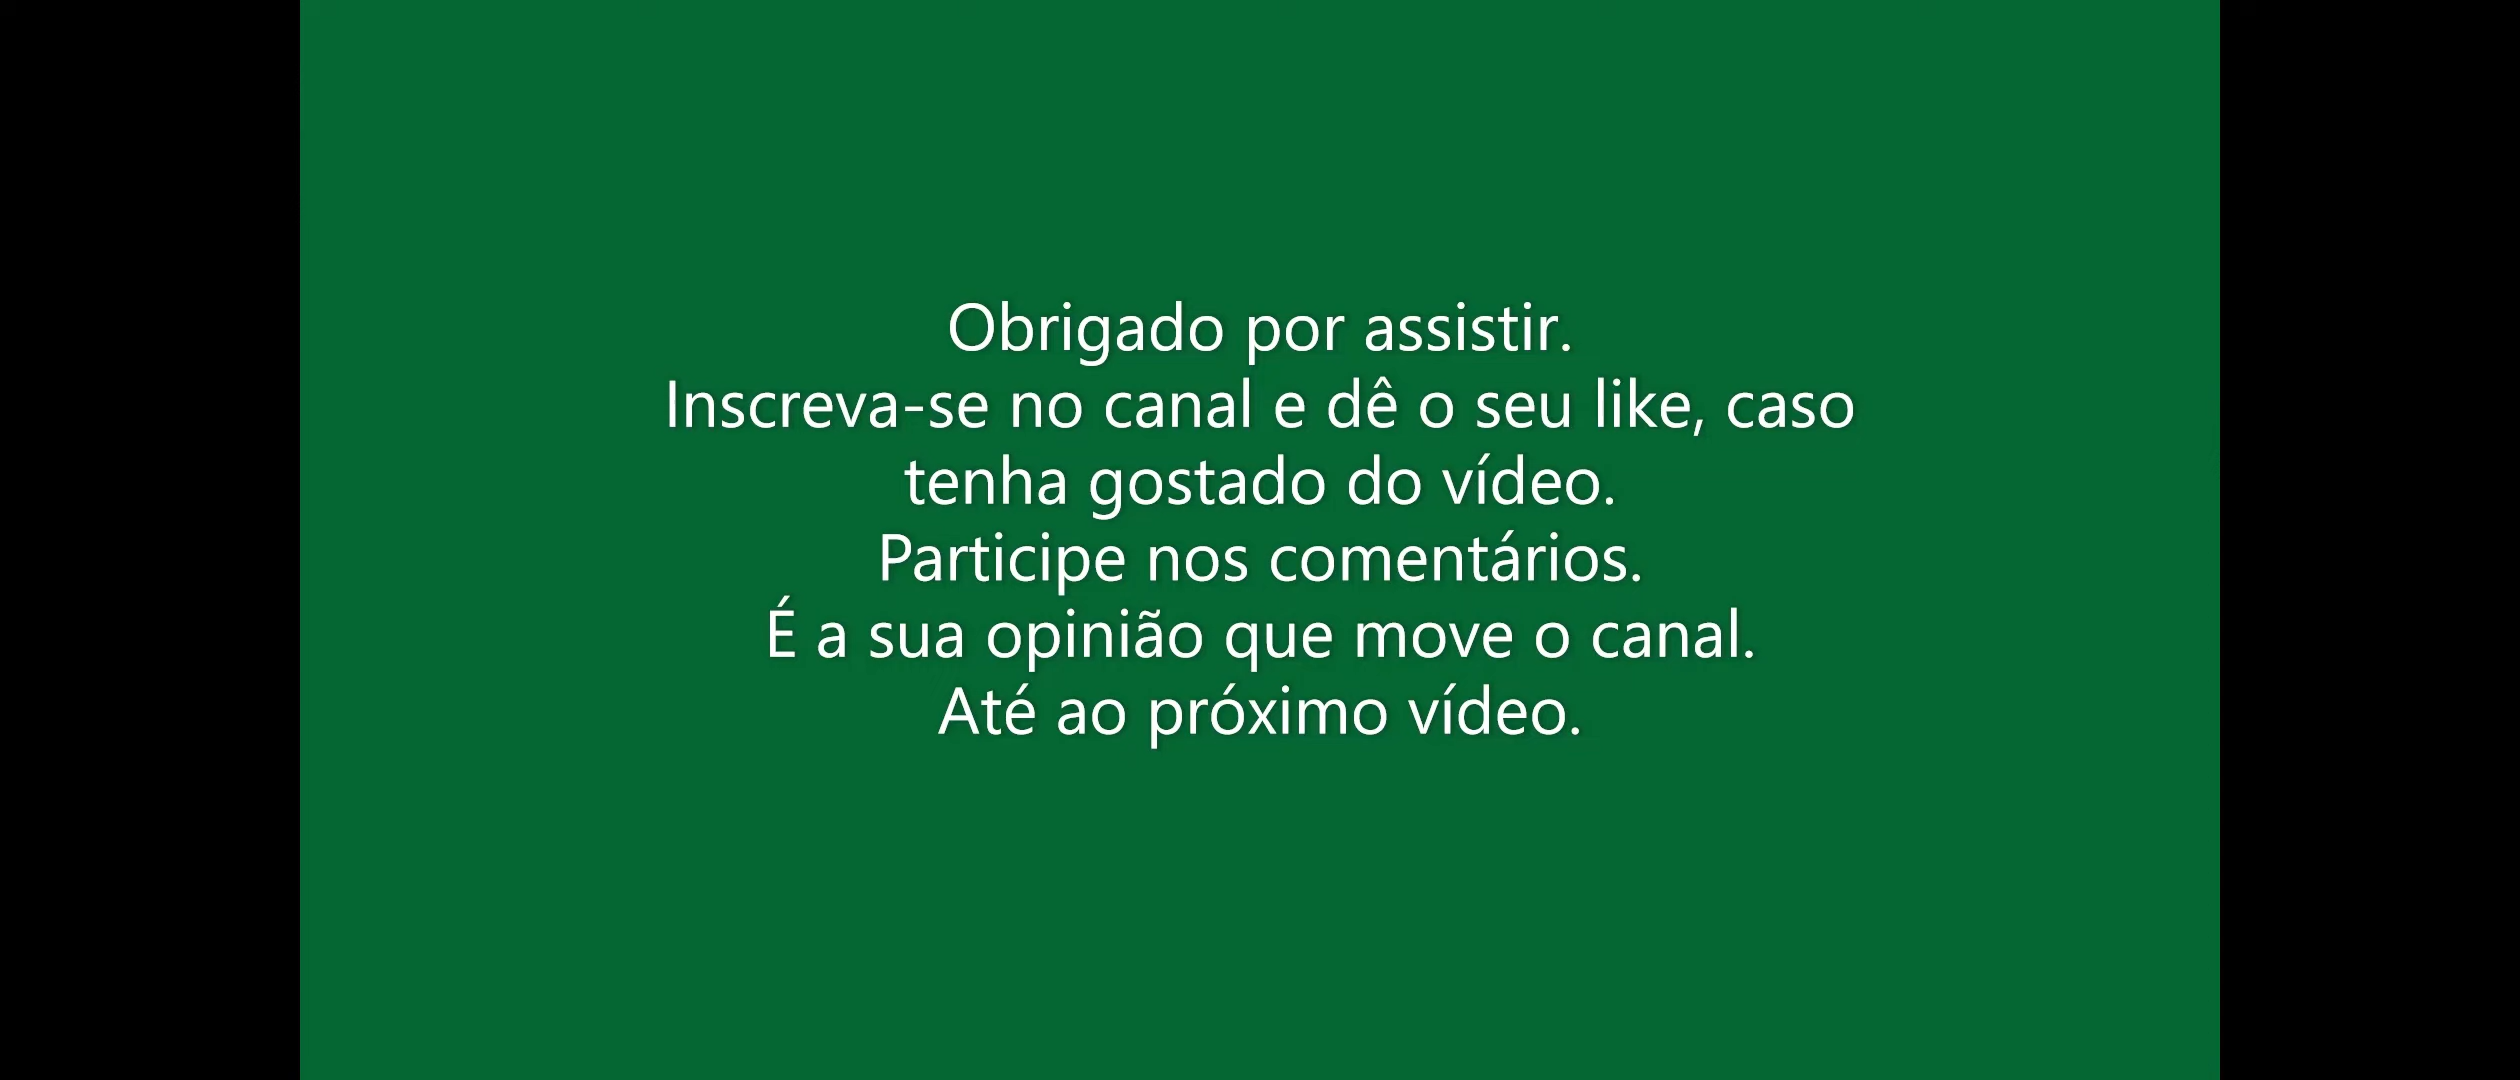 Obrigado por assistir.
Inscreva-se no canal e dê o seu like, caso
tenha gostado do vídeo.
Participe nos comentários.
É a sua opinião que move o canal.
Até ao próximo vídeo.